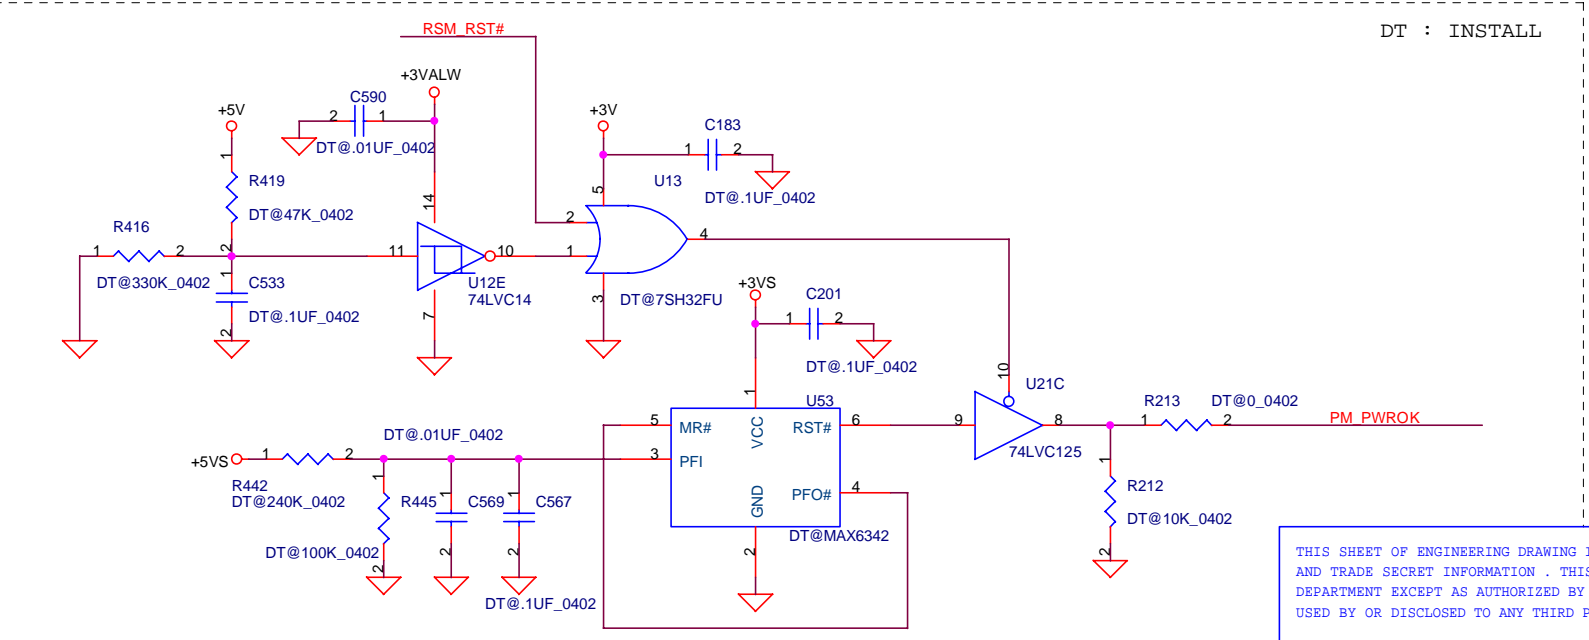 RSM_RST#
DT : INSTALL
+3VALW
C590
2 1
DT@.01UF_0402
+5V
1
R419
DT@47K_0402
2
+3V
C183
1 2
DT@.1UF_0402
U13
5
2
1
4
3
DT@7SH32FU
14
R416
1 2
DT@330K_0402
11 10
U12E
74LVC14
7
1
C533
DT@.1UF_0402
2
+3VS
C201
1 2
DT@.1UF_0402
10
U21C
1
U53
5 MR# VCC RST# 6
9 8
74LVC125
R213 DT@0_0402
1 2
PM_PWROK
DT@.01UF_0402
+5VS 1 2
3 PFI
R442
DT@240K_0402
1
R445
1
C569
1
C567
GND PFO# 4
DT@MAX6342
2
DT@100K_0402
2
2
2
DT@.1UF_0402
1
R212
DT@10K_0402
2
THIS SHEET OF ENGINEERING DRAWING
AND TRADE SECRET INFORMATION . THIS
DEPARTMENT EXCEPT AS AUTHORIZED BY
USED BY OR DISCLOSED TO ANY THIRD